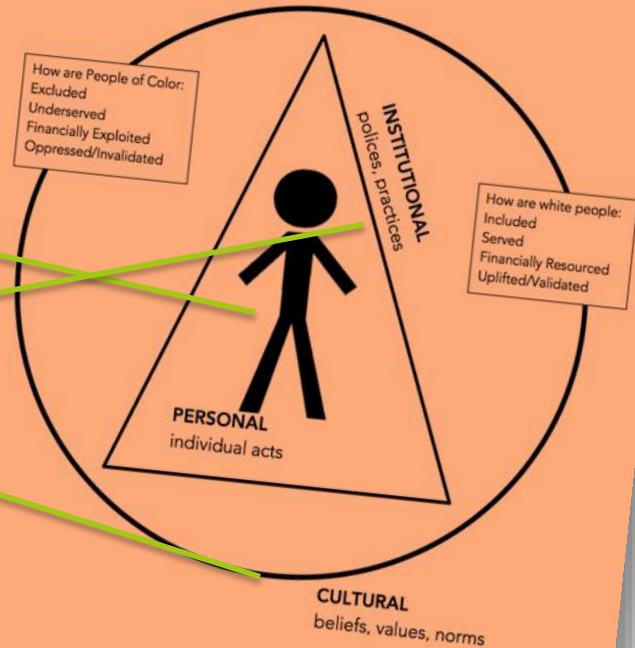 How are People of Color:
Excluded
Underserved
Financially Exploited
Oppressed/Invalidated
INSTITUTIONAL
polices, practices
How are white people:
Included
Served
Financially Resourced
Uplifted/Validated
PERSONAL
individual acts
CULTURAL
beliefs, values, norms